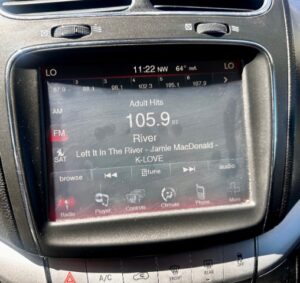 LO 11:22 NW 64° LO
87.9 88.1 98.1 102.3 195.1 107.9
AM
Adult Hits
FM
105.9
River
SAT
Left It In The River - Jamie MacDonald -
K-LOVE
browse tune audio
Radio Player Controls Climate Phone More
A/C